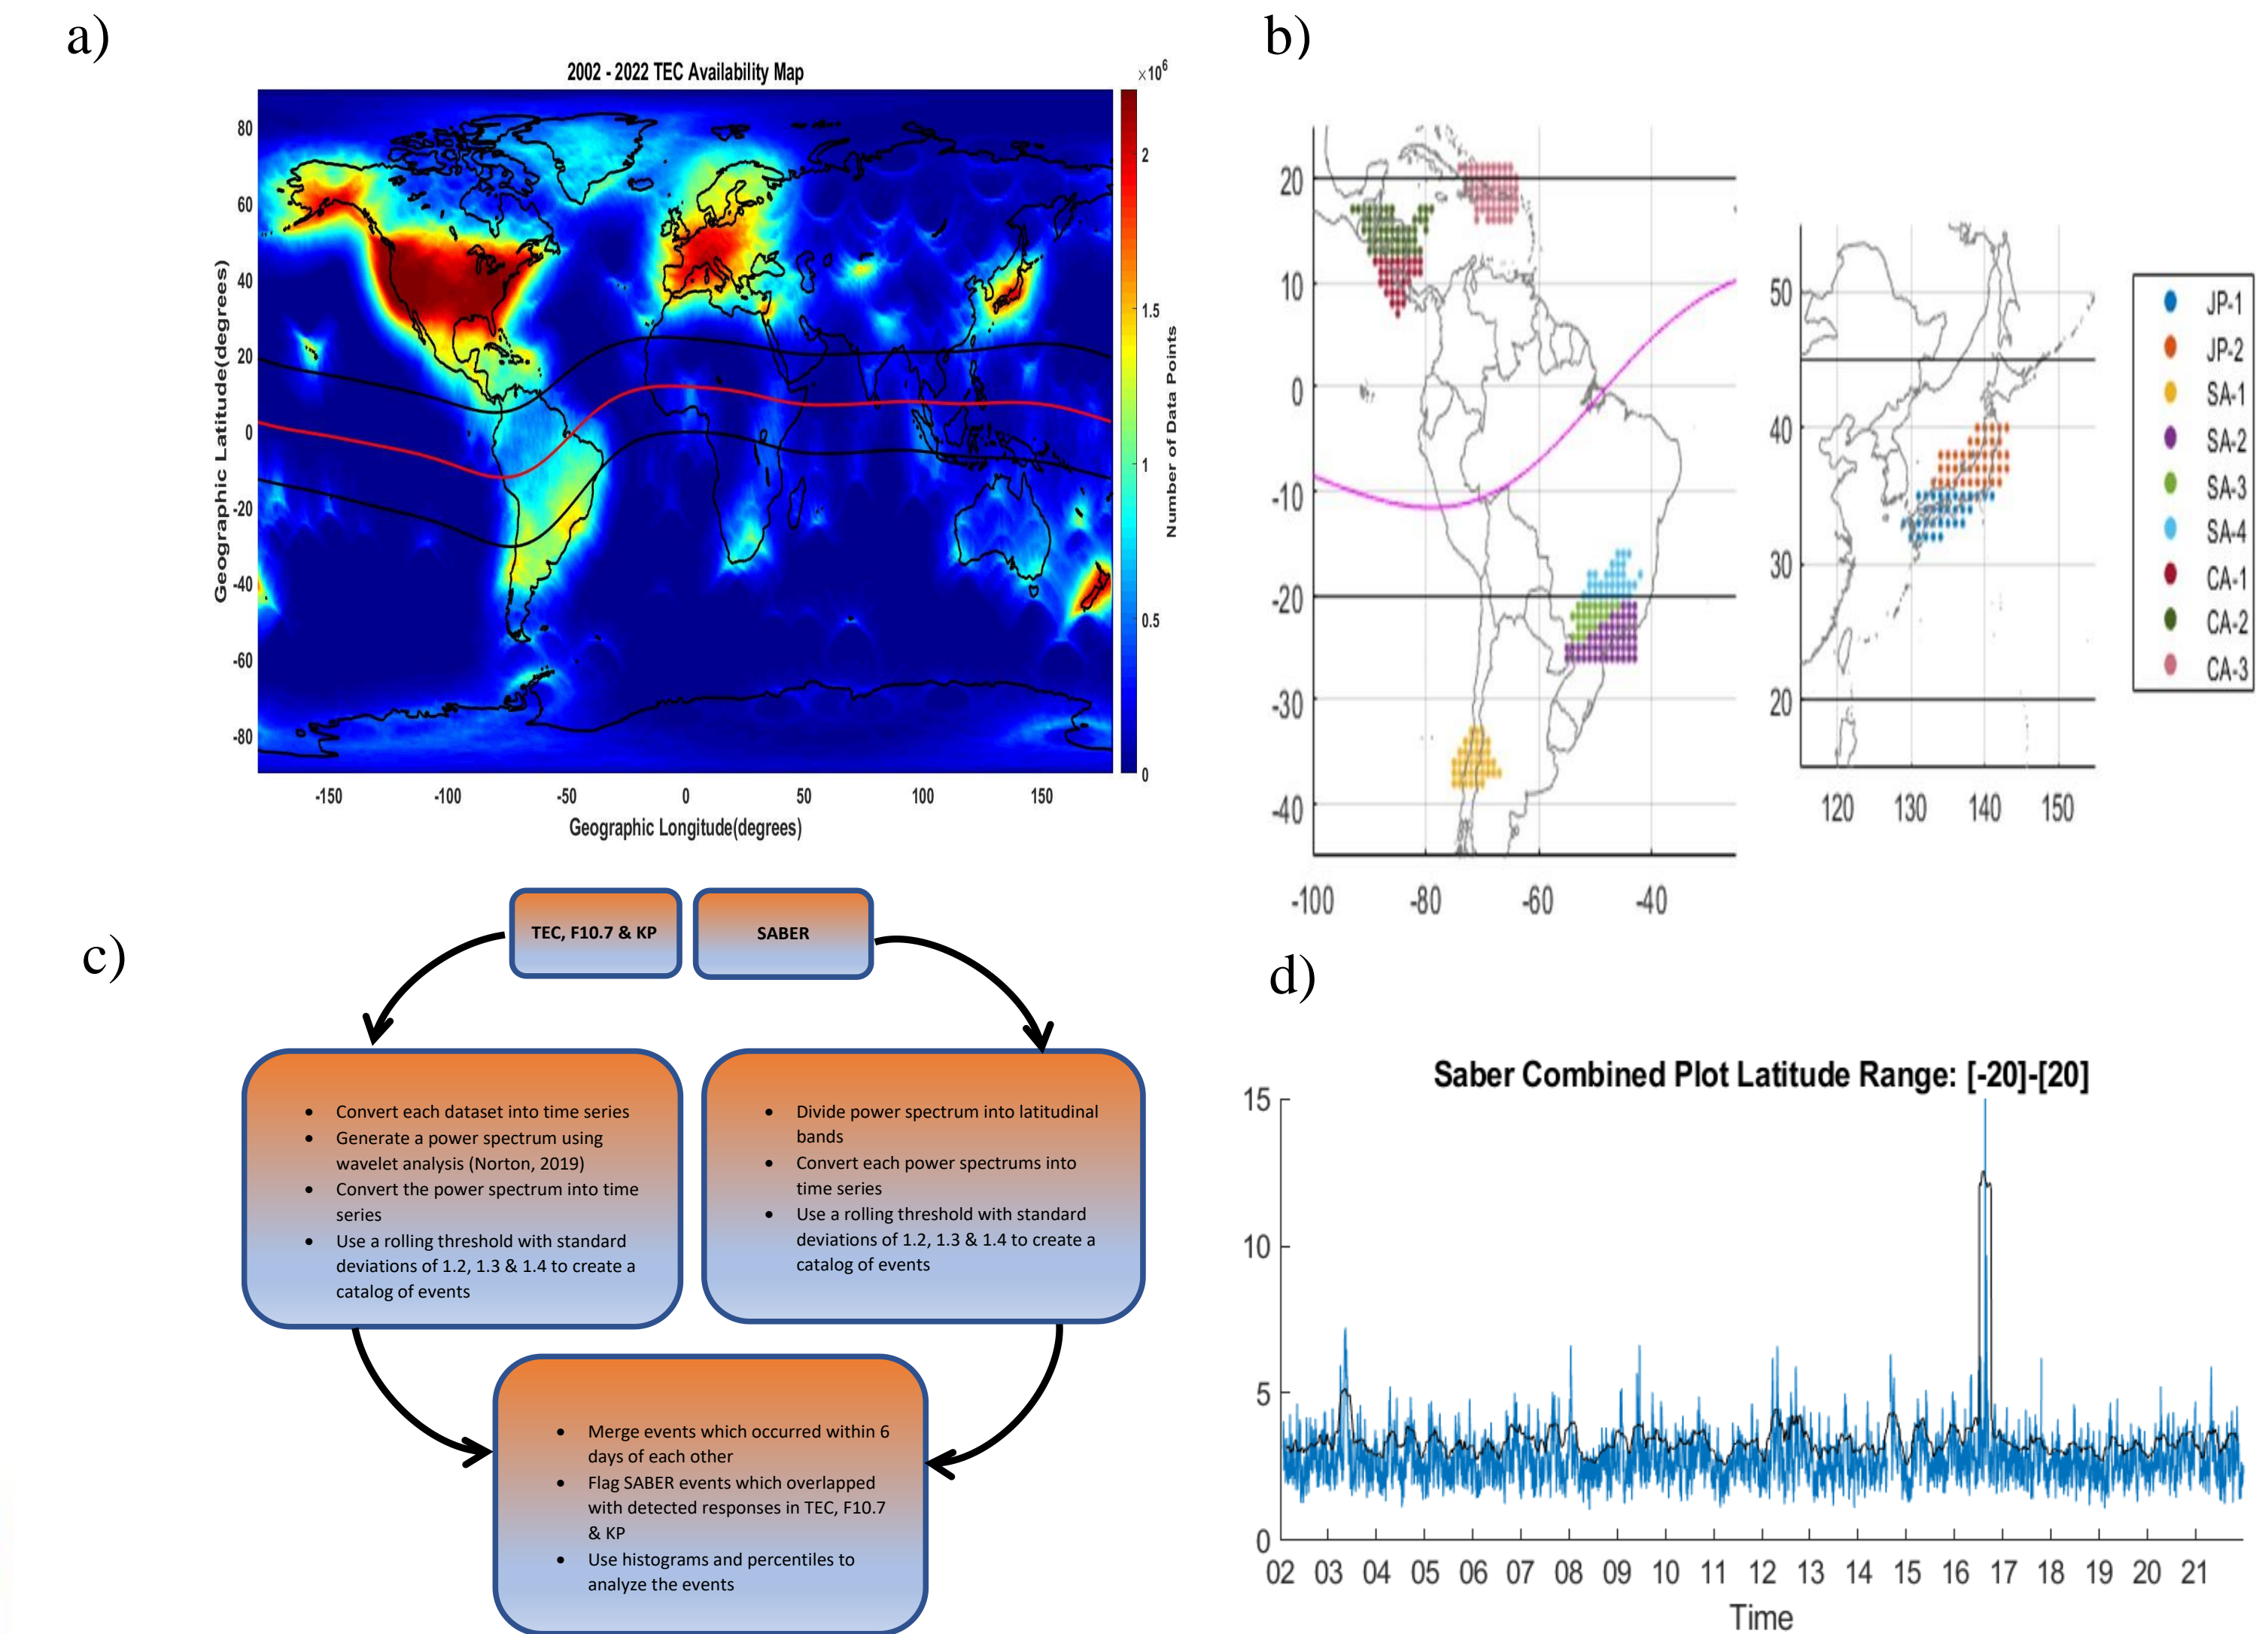 a)
2002 - 2022 TEC Availability Map
×10⁶
80
60
40
20
0
-20
-40
-60
-80
Geographic Latitude(degrees)
-150
-100
-50
0
50
100
150
Geographic Longitude(degrees)
2
1.5
1
0.5
0
Number of Data Points
b)
20
10
0
-10
-20
-30
-40
-100
-80
-60
-40
50
40
30
20
120
130
140
150
JP-1
JP-2
SA-1
SA-2
SA-3
SA-4
CA-1
CA-2
CA-3
c)
TEC, F10.7 & KP
SABER
• Convert each dataset into time series
• Generate a power spectrum using
wavelet analysis (Norton, 2019)
• Convert the power spectrum into time
series
• Use a rolling threshold with standard
deviations of 1.2, 1.3 & 1.4 to create a
catalog of events
• Divide power spectrum into latitudinal
bands
• Convert each power spectrums into
time series
• Use a rolling threshold with standard
deviations of 1.2, 1.3 & 1.4 to create a
catalog of events
• Merge events which occurred within 6
days of each other
• Flag SABER events which overlapped
with detected responses in TEC, F10.7
& KP
• Use histograms and percentiles to
analyze the events
d)
Saber Combined Plot Latitude Range: [-20]-[20]
15
10
5
0
02 03 04 05 06 07 08 09 10 11 12 13 14 15 16 17 18 19 20 21
Time